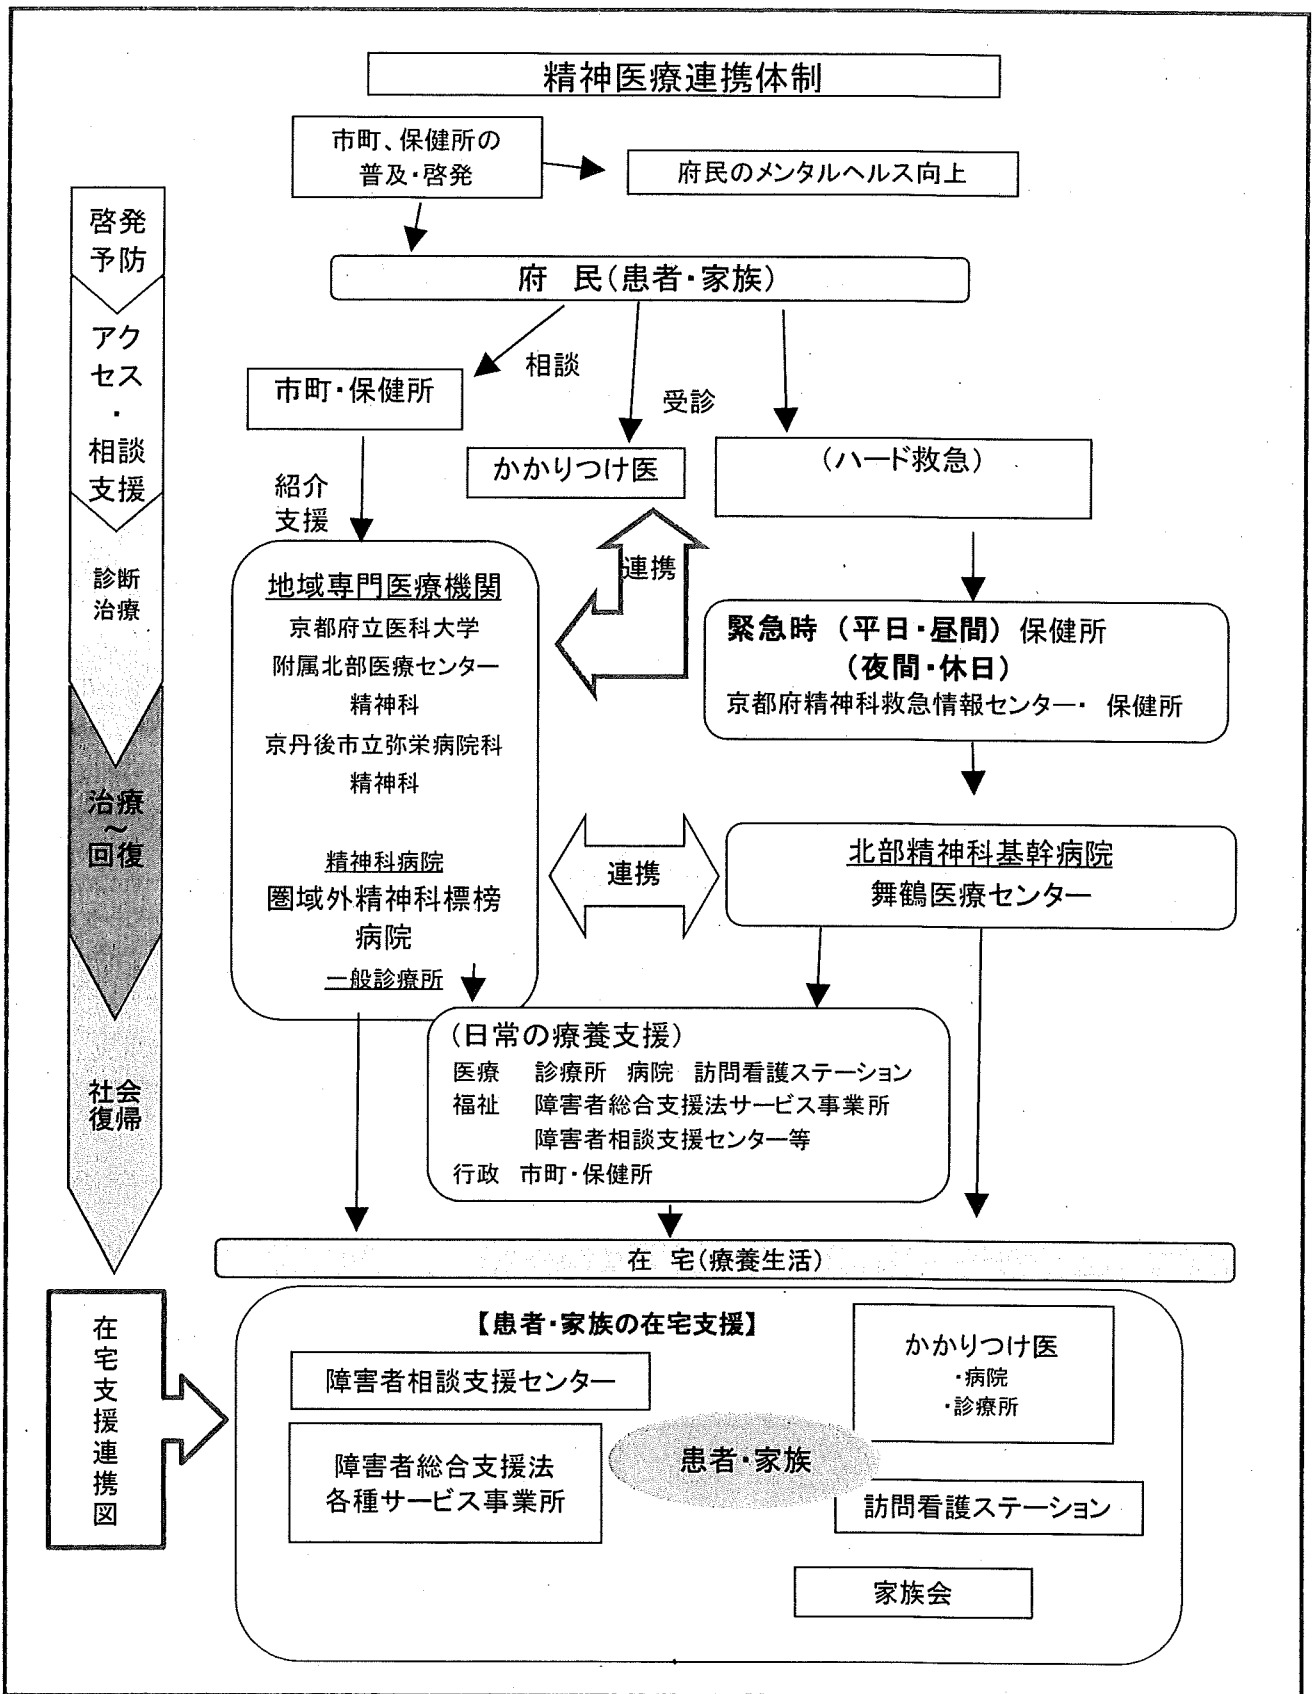 精神医療連携体制
市町、保健所の
普及・啓発
府民のメンタルヘルス向上
啓発
予防
府　民(患者・家族)
アク
セス
・
相談
支援
相談
市町・保健所
受診
かかりつけ医
(ハード救急)
紹介
支援
診断
治療
地域専門医療機関
京都府立医科大学
附属北部医療センター
精神科
京丹後市立弥栄病院科
精神科
精神科病院
圏域外精神科標榜
病院
一般診療所
連携
緊急時 (平日・昼間) 保健所
(夜間・休日)
京都府精神科救急情報センター・ 保健所
治療
～
回復
連携
北部精神科基幹病院
舞鶴医療センター
社会
復帰
(日常の療養支援)
医療　診療所　病院　訪問看護ステーション
福祉　障害者総合支援法サービス事業所
障害者相談支援センター等
行政　市町・保健所
在　宅(療養生活)
在
宅
支
援
連
携
図
【患者・家族の在宅支援】
障害者相談支援センター
かかりつけ医
・病院
・診療所
障害者総合支援法
各種サービス事業所
患者・家族
訪問看護ステーション
家族会